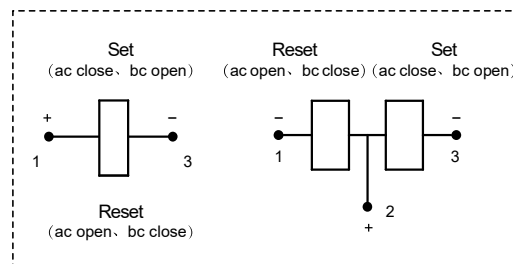 Set
（ac close、bc open）
+
−
1
3
Reset
（ac open、bc close）
Reset
（ac open、bc close）
Set
（ac close、bc open）
−
−
1
3
2
+